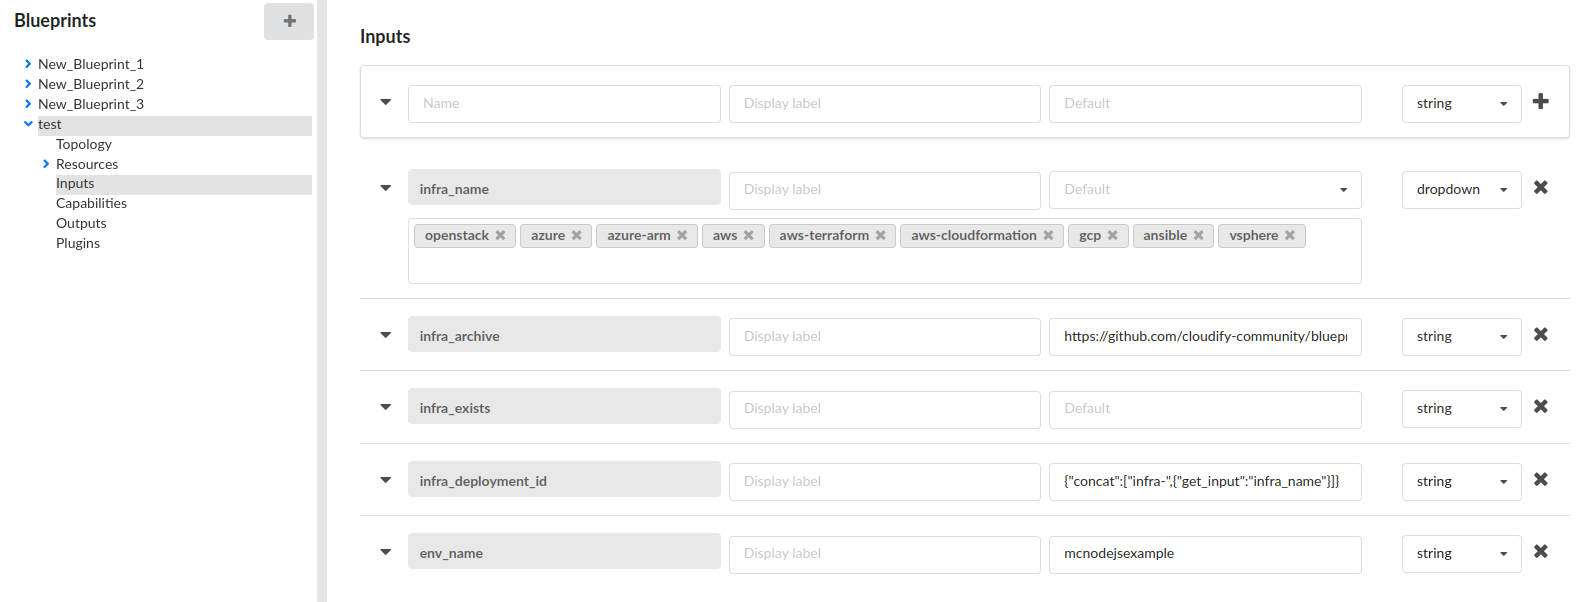 Blueprints
New_Blueprint_1
New_Blueprint_2
New_Blueprint_3
test
Topology
Resources
Inputs
Capabilities
Outputs
Plugins
Inputs
Name Display label Default string
infra_name Display label Default dropdown
openstack azure azure-arm aws aws-terraform aws-cloudformation gcp ansible vsphere
infra_archive Display label https://github.com/cloudify-community/bluepr string
infra_exists Display label Default string
infra_deployment_id Display label {"concat":["infra-",{"get_input":"infra_name"}]} string
env_name Display label mcnodejsexample string